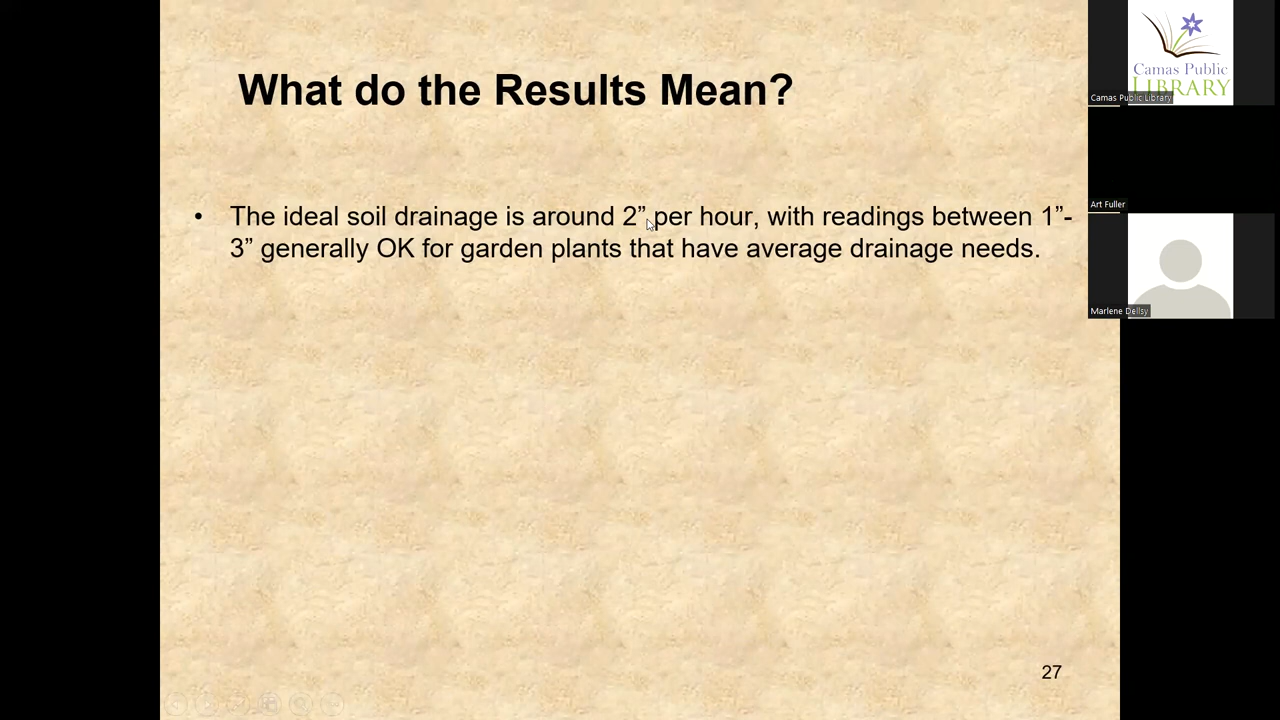 What do the Results Mean?
• The ideal soil drainage is around 2” per hour, with readings between 1”-
3” generally OK for garden plants that have average drainage needs.
27
Camas Public
LIBRARY
Camas Public Library
Art Fuller
Marlene Dellsy